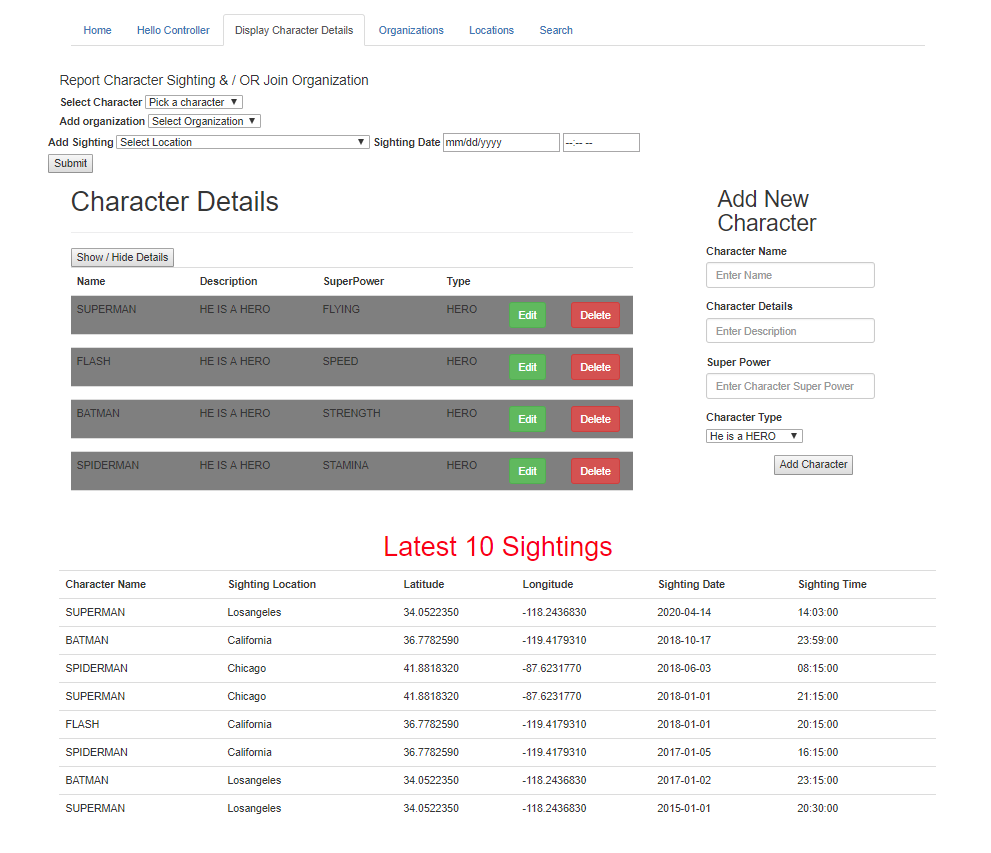 Home Hello Controller Display Character Details Organizations Locations Search
Report Character Sighting & / OR Join Organization
Select Character Pick a character ▼
Add organization Select Organization ▼
Add Sighting Select Location ▼ Sighting Date mm/dd/yyyy --:-- --
Submit
Character Details
Show / Hide Details
Name Description SuperPower Type
SUPERMAN HE IS A HERO FLYING HERO Edit Delete
FLASH HE IS A HERO SPEED HERO Edit Delete
BATMAN HE IS A HERO STRENGTH HERO Edit Delete
SPIDERMAN HE IS A HERO STAMINA HERO Edit Delete
Add New
Character
Character Name
Enter Name
Character Details
Enter Description
Super Power
Enter Character Super Power
Character Type
He is a HERO ▼
Add Character
Latest 10 Sightings
Character Name Sighting Location Latitude Longitude Sighting Date Sighting Time
SUPERMAN Losangeles 34.0522350 -118.2436830 2020-04-14 14:03:00
BATMAN California 36.7782590 -119.4179310 2018-10-17 23:59:00
SPIDERMAN Chicago 41.8818320 -87.6231770 2018-06-03 08:15:00
SUPERMAN Chicago 41.8818320 -87.6231770 2018-01-01 21:15:00
FLASH California 36.7782590 -119.4179310 2018-01-01 20:15:00
SPIDERMAN California 36.7782590 -119.4179310 2017-01-05 16:15:00
BATMAN Losangeles 34.0522350 -118.2436830 2017-01-02 23:15:00
SUPERMAN Losangeles 34.0522350 -118.2436830 2015-01-01 20:30:00